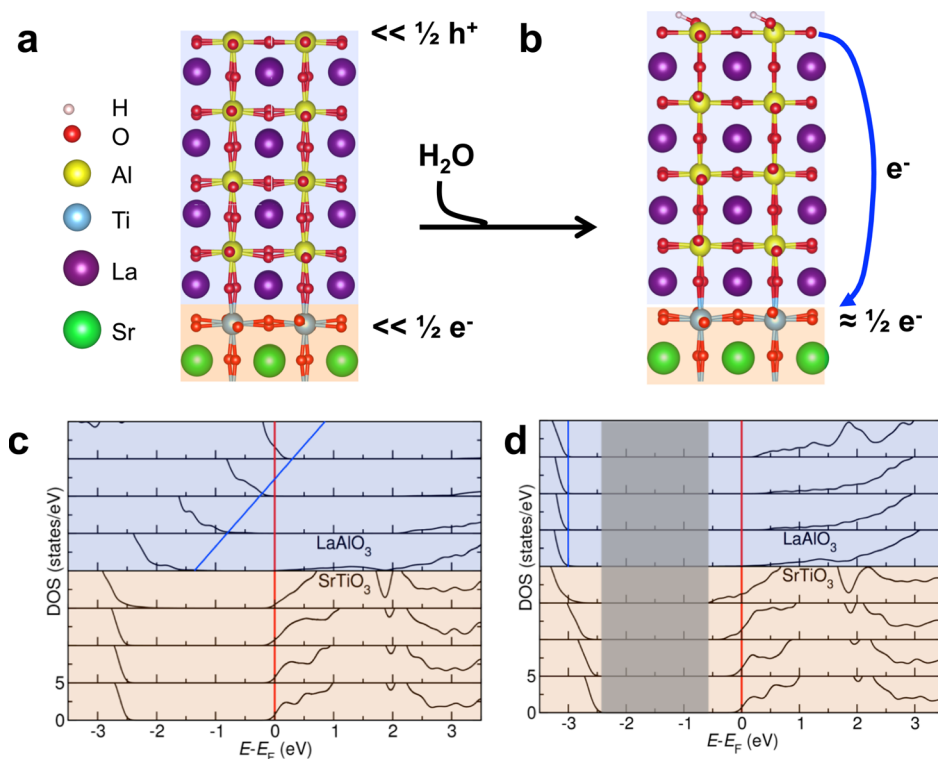 a
<< ½ h⁺
b
H
O
Al
Ti
La
Sr
H₂O
e⁻
<< ½ e⁻
≈ ½ e⁻
c
DOS (states/eV)
LaAlO₃
SrTiO₃
5
0
-3 -2 -1 0 1 2 3
E-E_F (eV)
d
DOS (states/eV)
LaAlO₃
SrTiO₃
5
0
-3 -2 -1 0 1 2 3
E-E_F (eV)